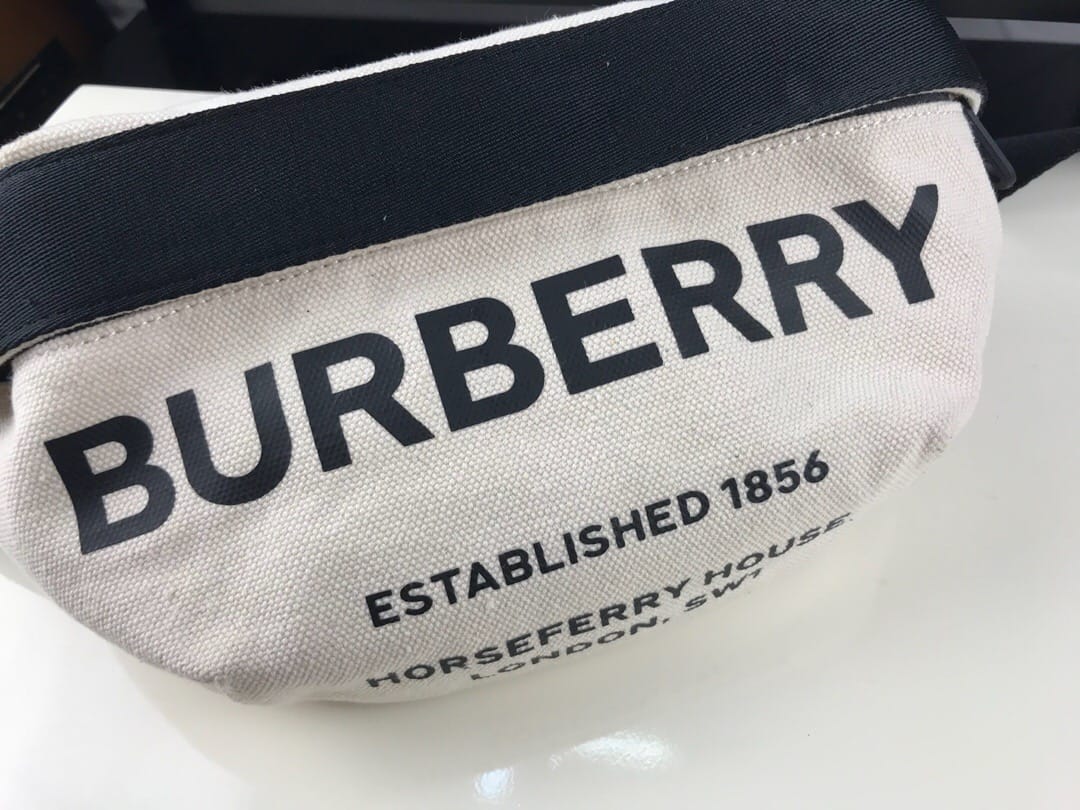 BURBERRY
ESTABLISHED 1856
HORSEFERRY HOUSE
LONDON, SW1